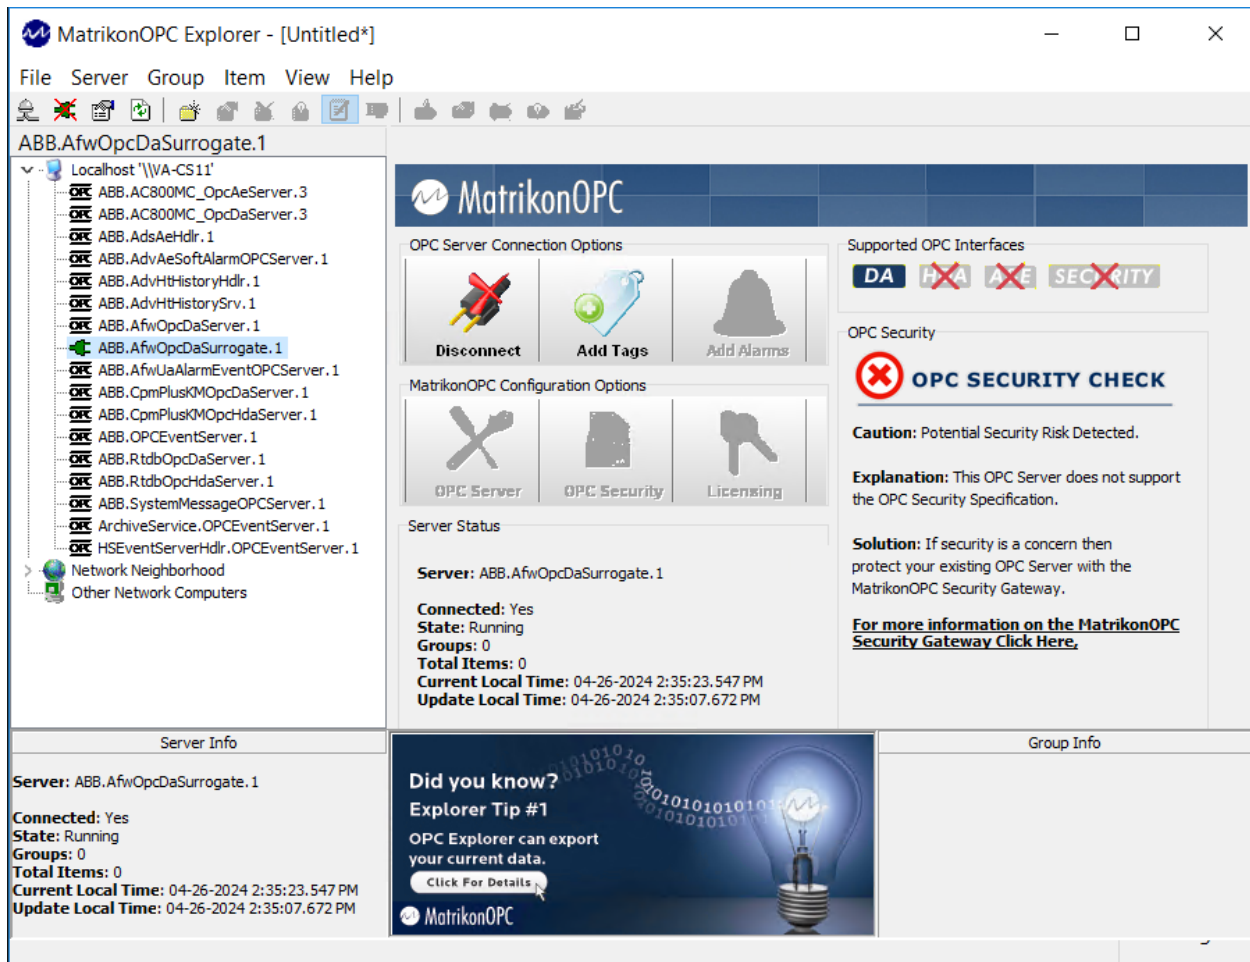 MatrikonOPC Explorer - [Untitled*]
File Server Group Item View Help
ABB.AfwOpcDaSurrogate.1
Localhost '\\VA-CS11'
ABB.AC800MC_OpcAeServer.3
ABB.AC800MC_OpcDaServer.3
ABB.AdsAeHdlr.1
ABB.AdvAeSoftAlarmOPCServer.1
ABB.AdvHtHistoryHdlr.1
ABB.AdvHtHistorySrv.1
ABB.AfwOpcDaServer.1
ABB.AfwOpcDaSurrogate.1
ABB.AfwUaAlarmEventOPCServer.1
ABB.CpmPlusKMOpcDaServer.1
ABB.CpmPlusKMOpcHdaServer.1
ABB.OPCEventServer.1
ABB.RtdbOpcDaServer.1
ABB.RtdbOpcHdaServer.1
ABB.SystemMessageOPCServer.1
ArchiveService.OPCEventServer.1
HSEventServerHdlr.OPCEventServer.1
Network Neighborhood
Other Network Computers
MatrikonOPC
OPC Server Connection Options
Disconnect Add Tags Add Alarms
MatrikonOPC Configuration Options
OPC Server OPC Security Licensing
Server Status
Server: ABB.AfwOpcDaSurrogate.1
Connected: Yes
State: Running
Groups: 0
Total Items: 0
Current Local Time: 04-26-2024 2:35:23.547 PM
Update Local Time: 04-26-2024 2:35:07.672 PM
Supported OPC Interfaces
DA HDA A&E SECURITY
OPC Security
OPC SECURITY CHECK
Caution: Potential Security Risk Detected.
Explanation: This OPC Server does not support
the OPC Security Specification.
Solution: If security is a concern then
protect your existing OPC Server with the
MatrikonOPC Security Gateway.
For more information on the MatrikonOPC
Security Gateway Click Here.
Server Info
Server: ABB.AfwOpcDaSurrogate.1
Connected: Yes
State: Running
Groups: 0
Total Items: 0
Current Local Time: 04-26-2024 2:35:23.547 PM
Update Local Time: 04-26-2024 2:35:07.672 PM
Did you know?
Explorer Tip #1
OPC Explorer can export
your current data.
Click For Details
MatrikonOPC
Group Info